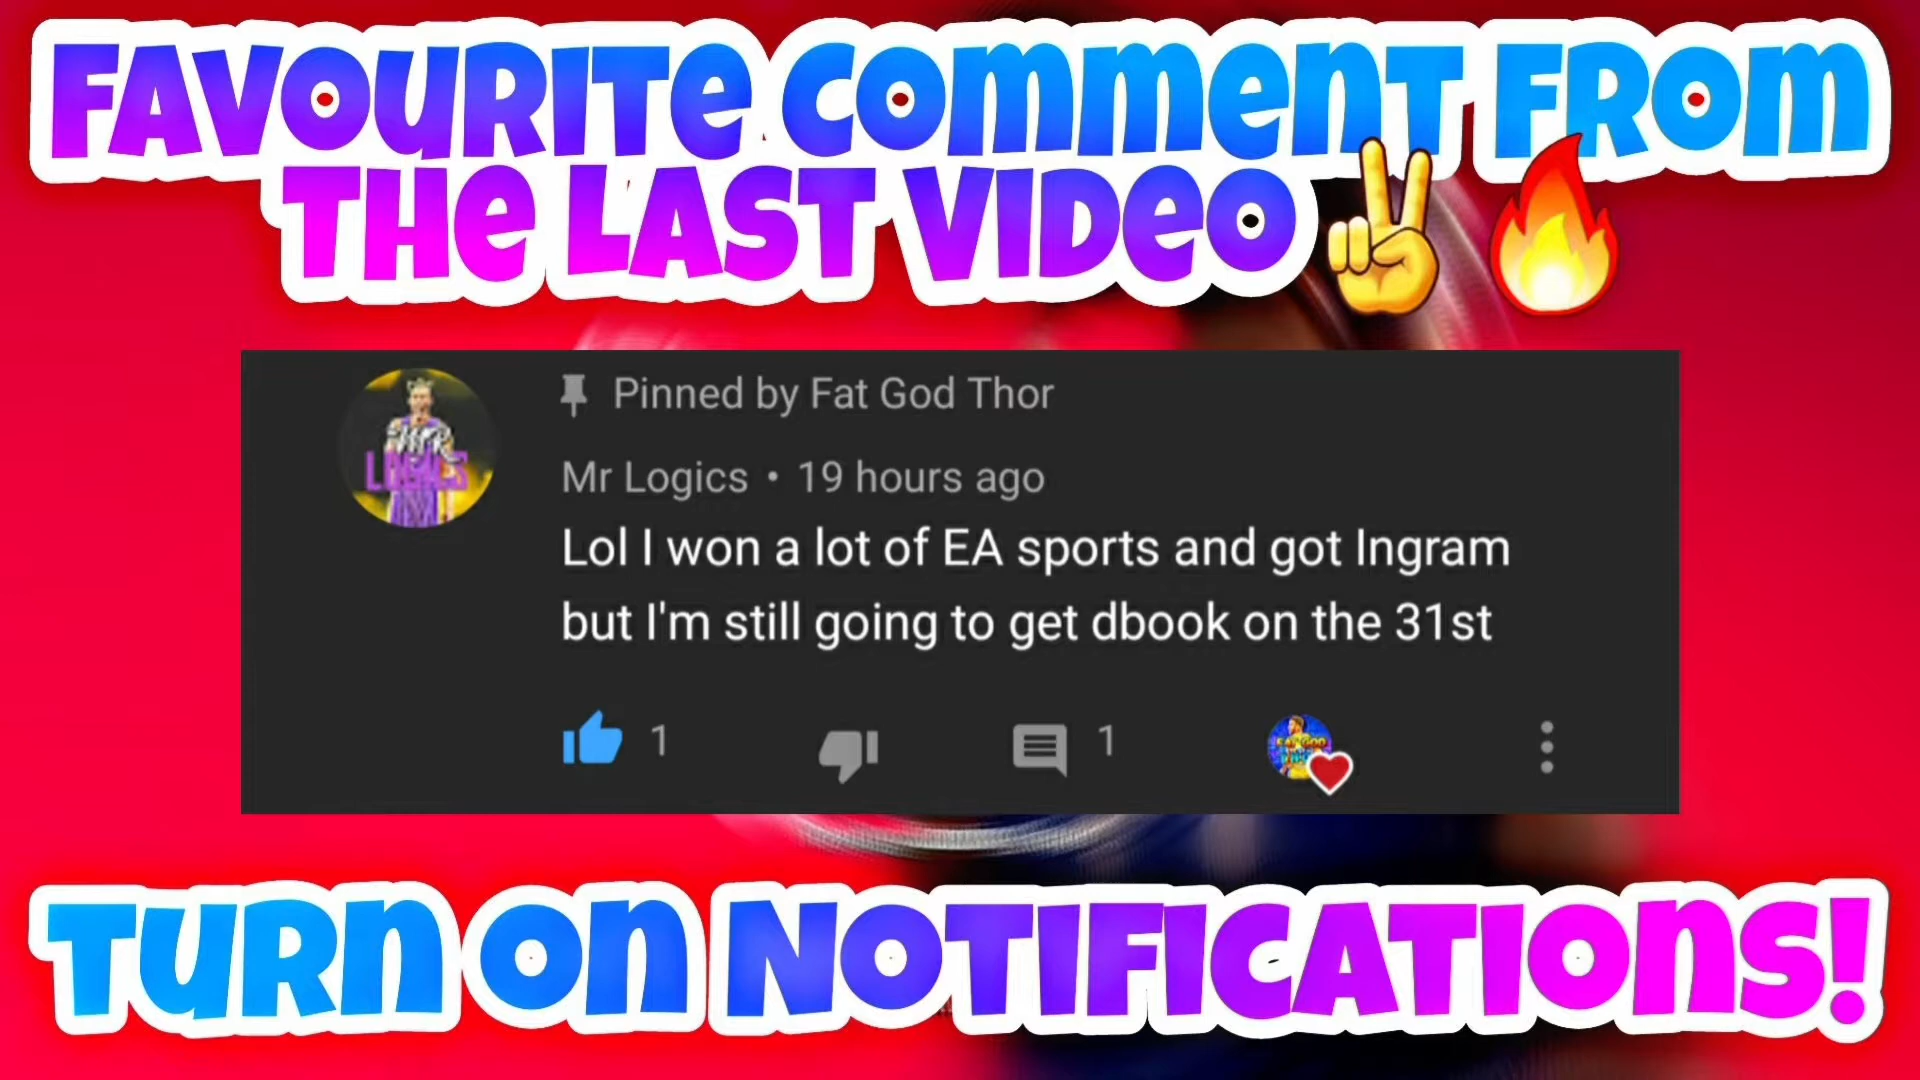 FAVOURITE COMMENT FROM
THE LAST VIDEO ✌🔥
Pinned by Fat God Thor
Mr Logics • 19 hours ago
Lol I won a lot of EA sports and got Ingram
but I'm still going to get dbook on the 31st
1 1
TURN ON NOTIFICATIONS!